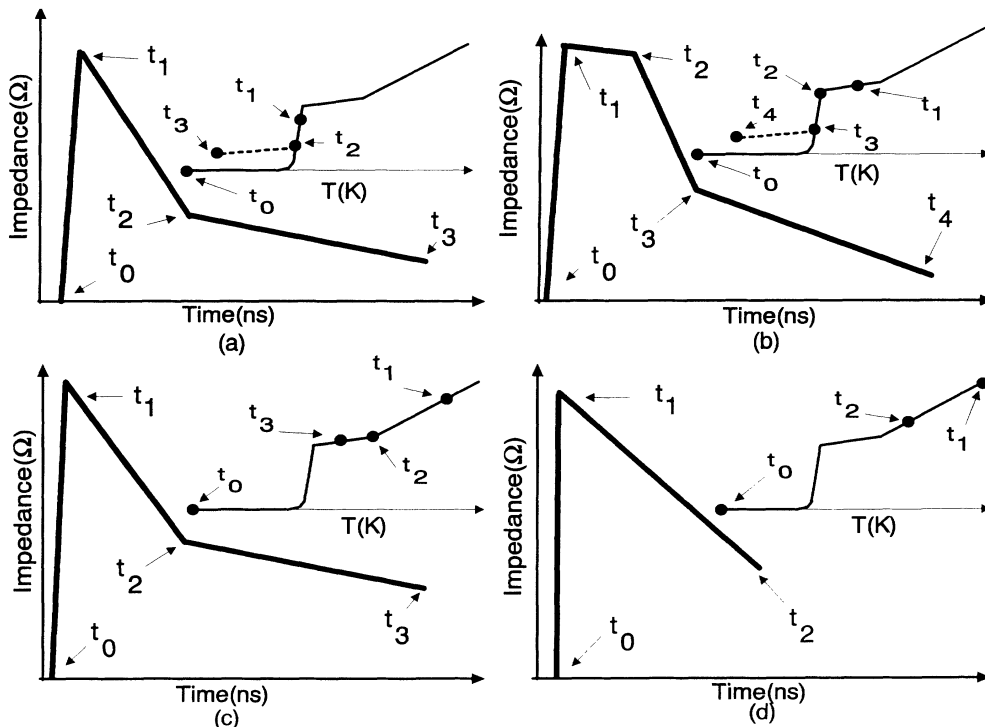 Impedance(Ω)
t1
t1
t3
t2
t0
T(K)
t2
t3
t0
Time(ns)
(a)
Impedance(Ω)
t2
t2
t1
t4
t1
t3
t0
T(K)
t3
t4
t0
Time(ns)
(b)
Impedance(Ω)
t1
t1
t3
t2
t0
T(K)
t2
t3
t0
Time(ns)
(c)
Impedance(Ω)
t1
t2
t1
t0
T(K)
t2
t0
Time(ns)
(d)